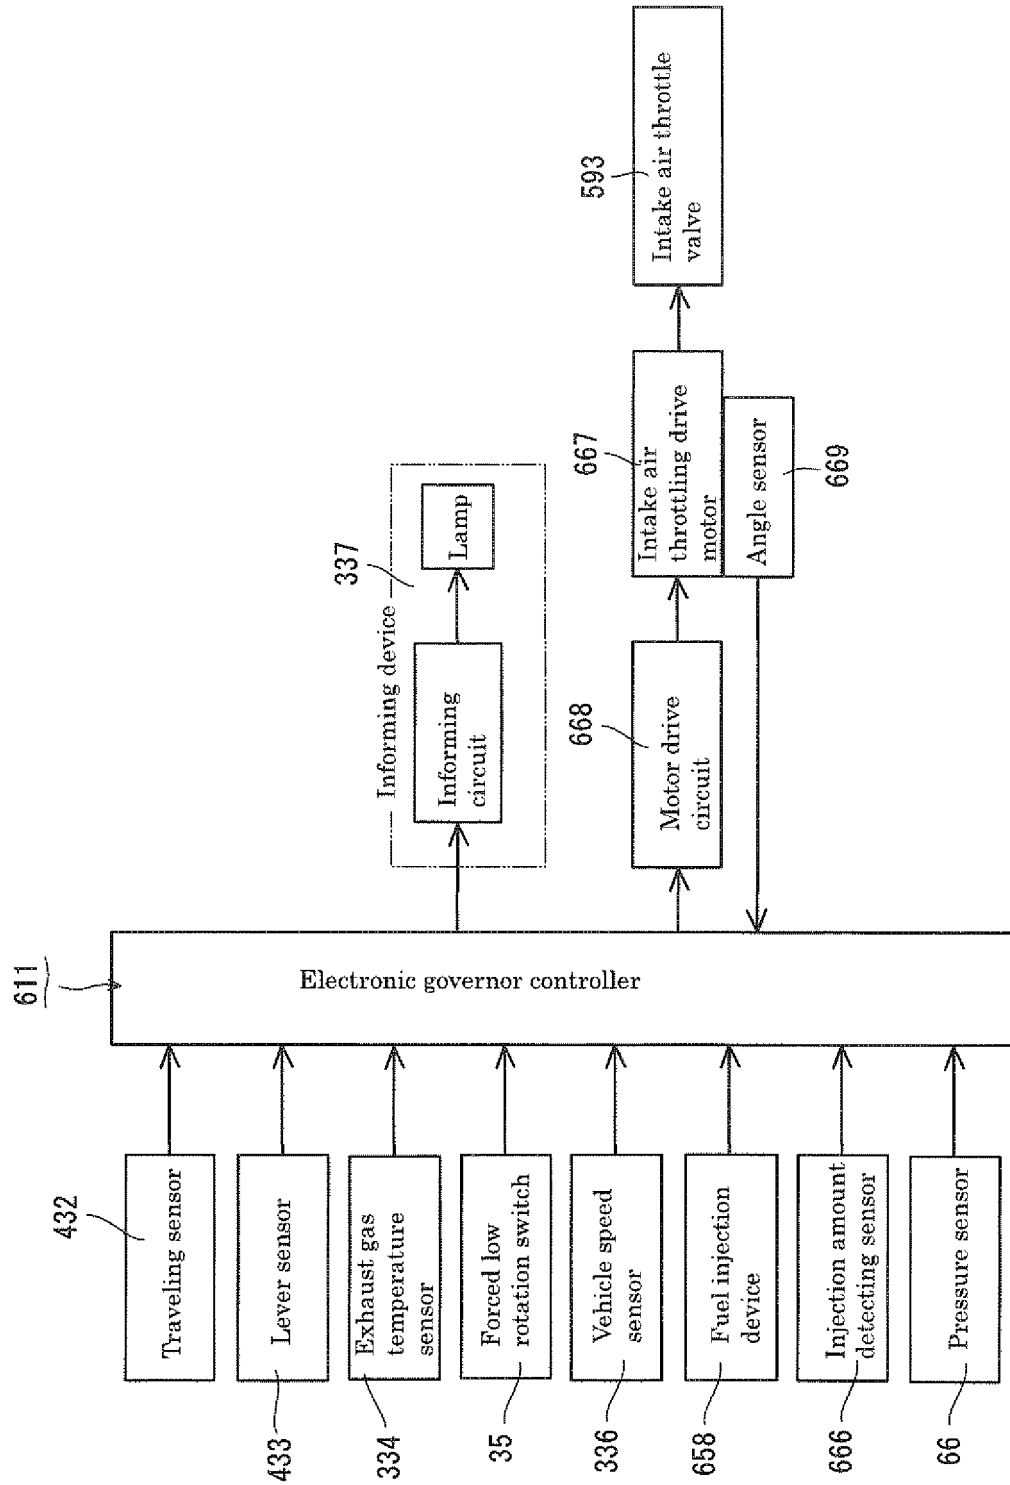 611
Electronic governor controller
432
Traveling sensor
433
Lever sensor
334
Exhaust gas
temperature
sensor
35
Forced low
rotation switch
336
Vehicle speed
sensor
658
Fuel injection
device
666
Injection amount
detecting sensor
66
Pressure sensor
Informing device
337
Informing
circuit
Lamp
668
Motor drive
circuit
667
Intake air
throttling drive
motor
Angle sensor
669
593
Intake air throttle
valve